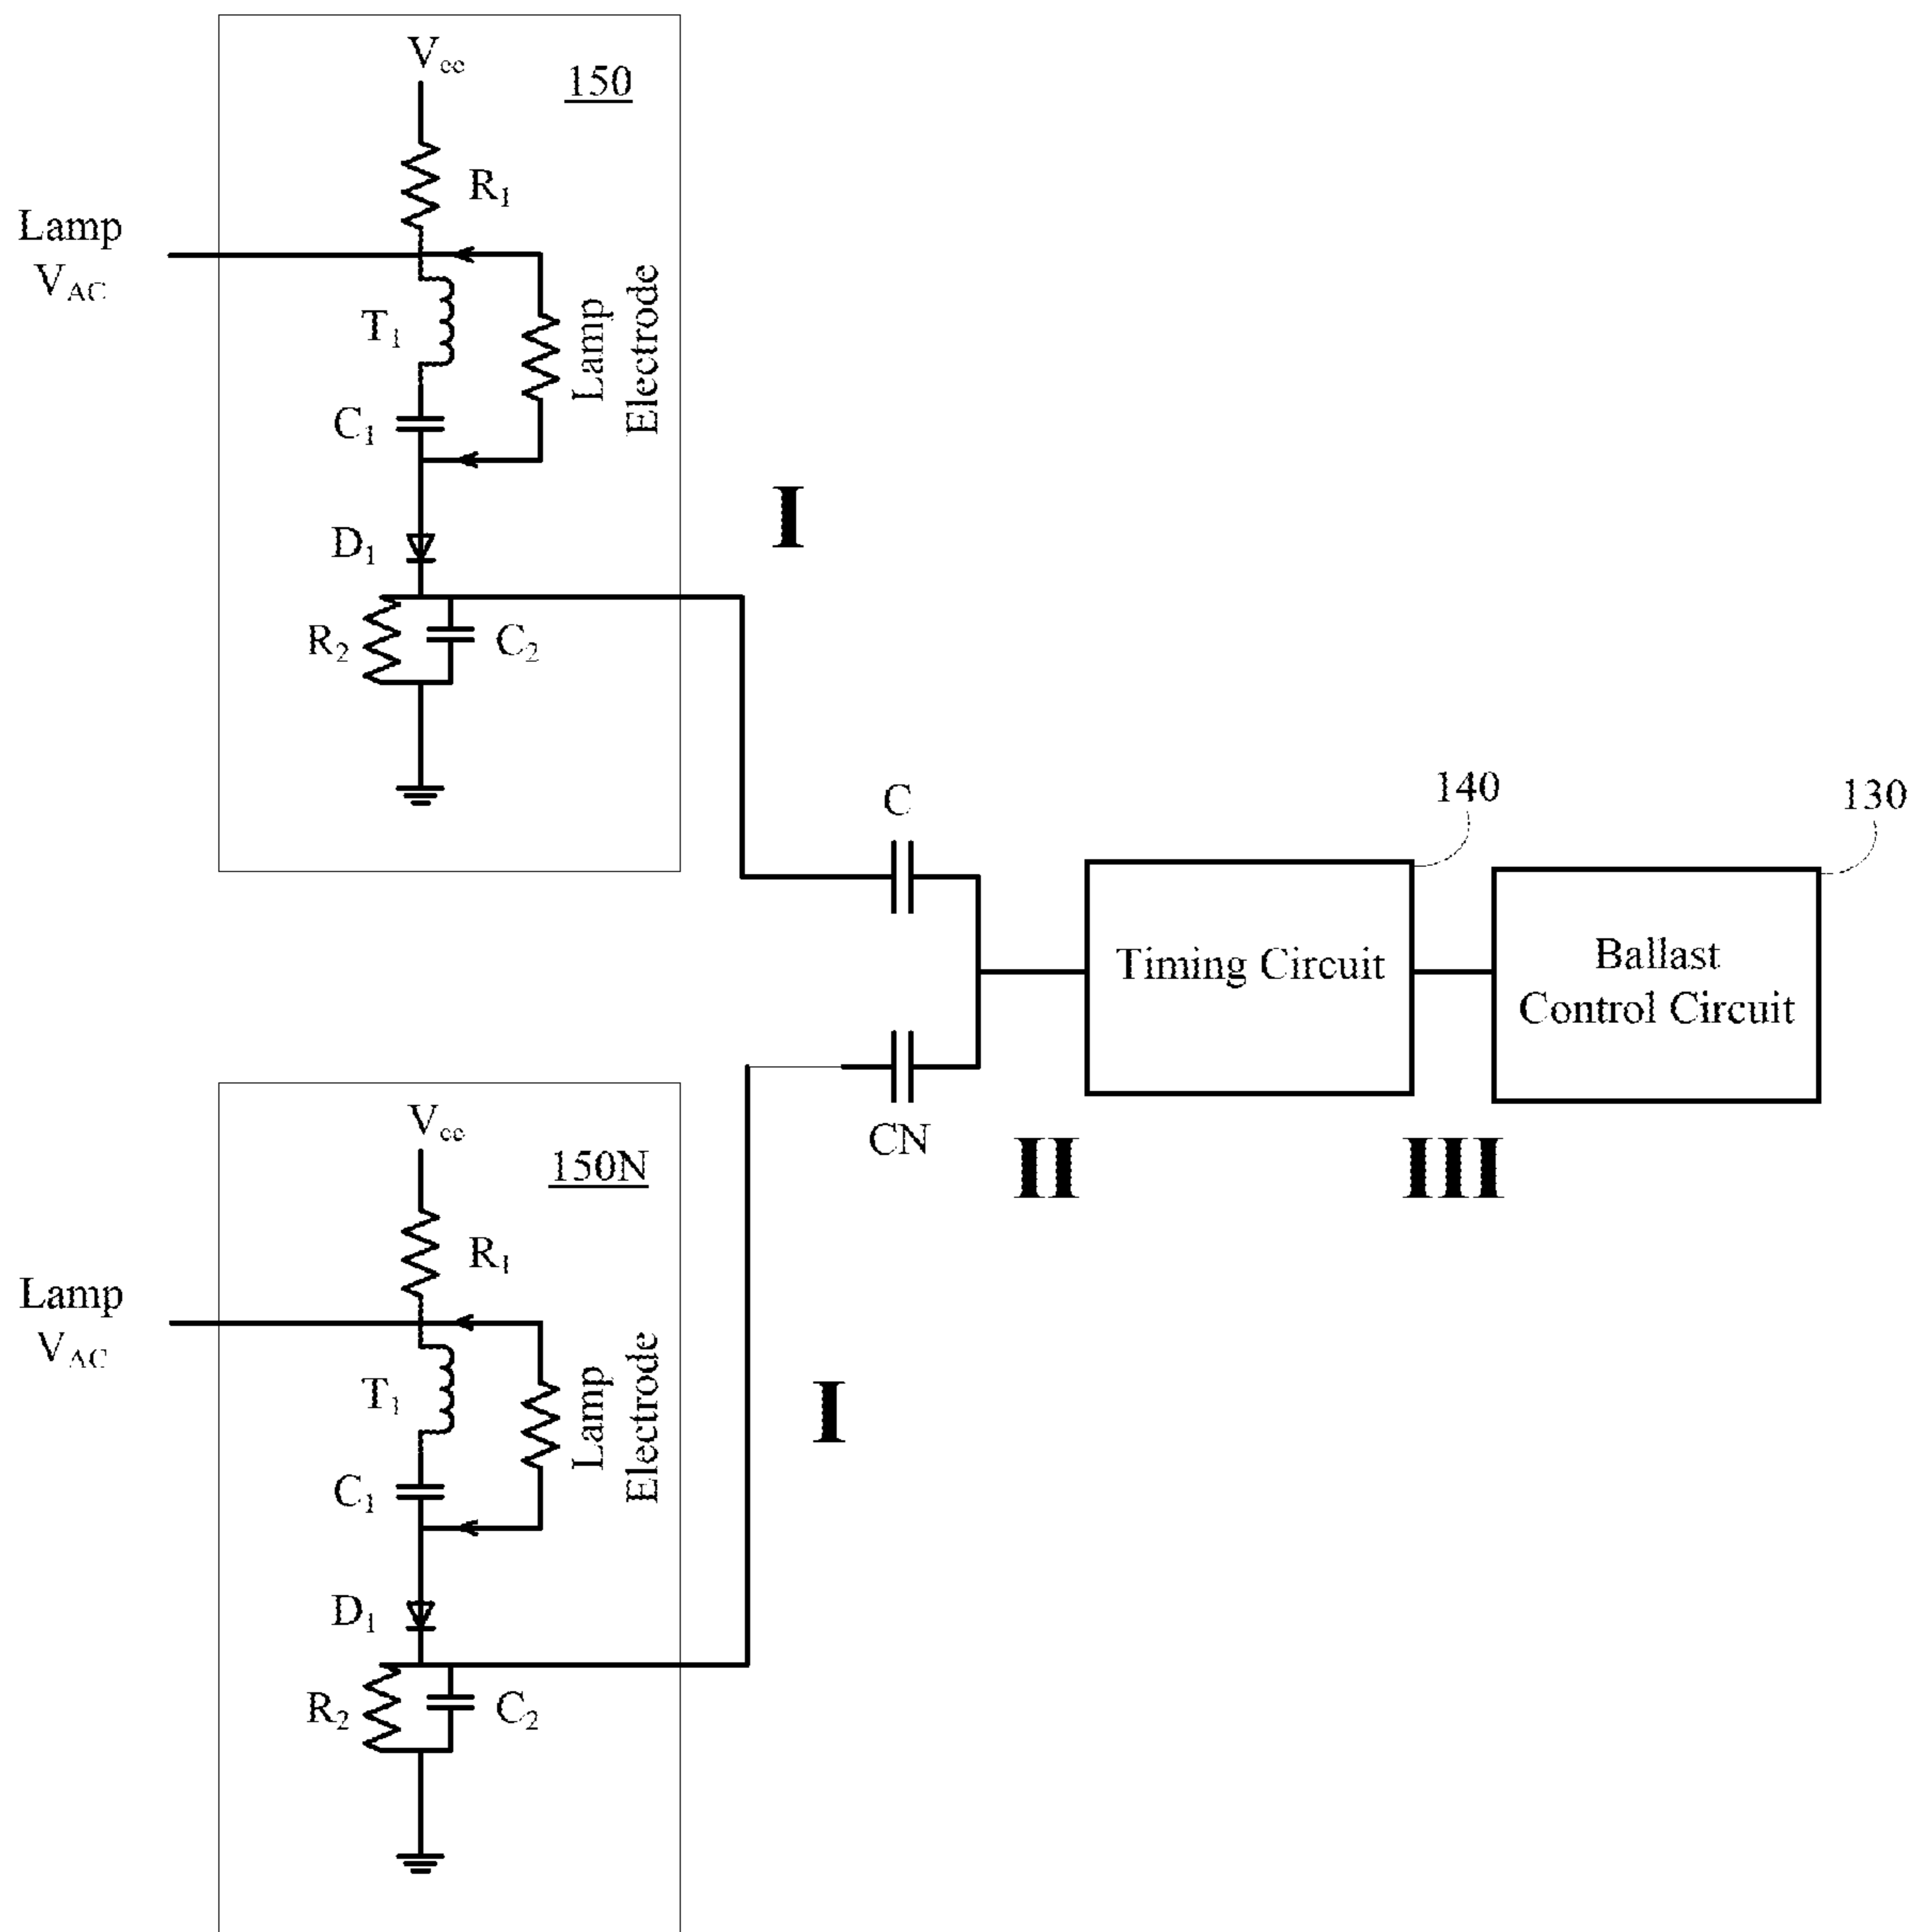 Vcc
150
R1
Lamp
VAC
T1
Lamp
Electrode
C1
I
D1
R2
C2
C
140
130
Timing Circuit
Ballast
Control Circuit
CN
II
III
Vcc
150N
R1
Lamp
VAC
T1
Lamp
Electrode
C1
I
D1
R2
C2